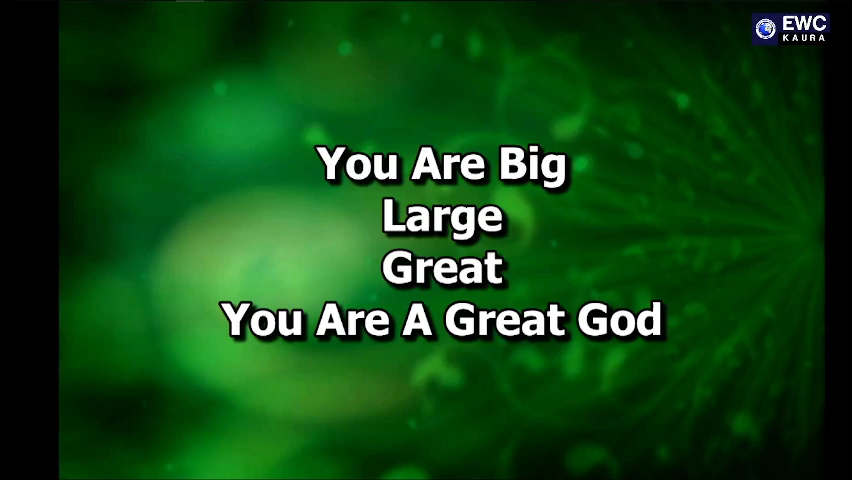 EWC
KAURA
You Are Big
Large
Great
You Are A Great God